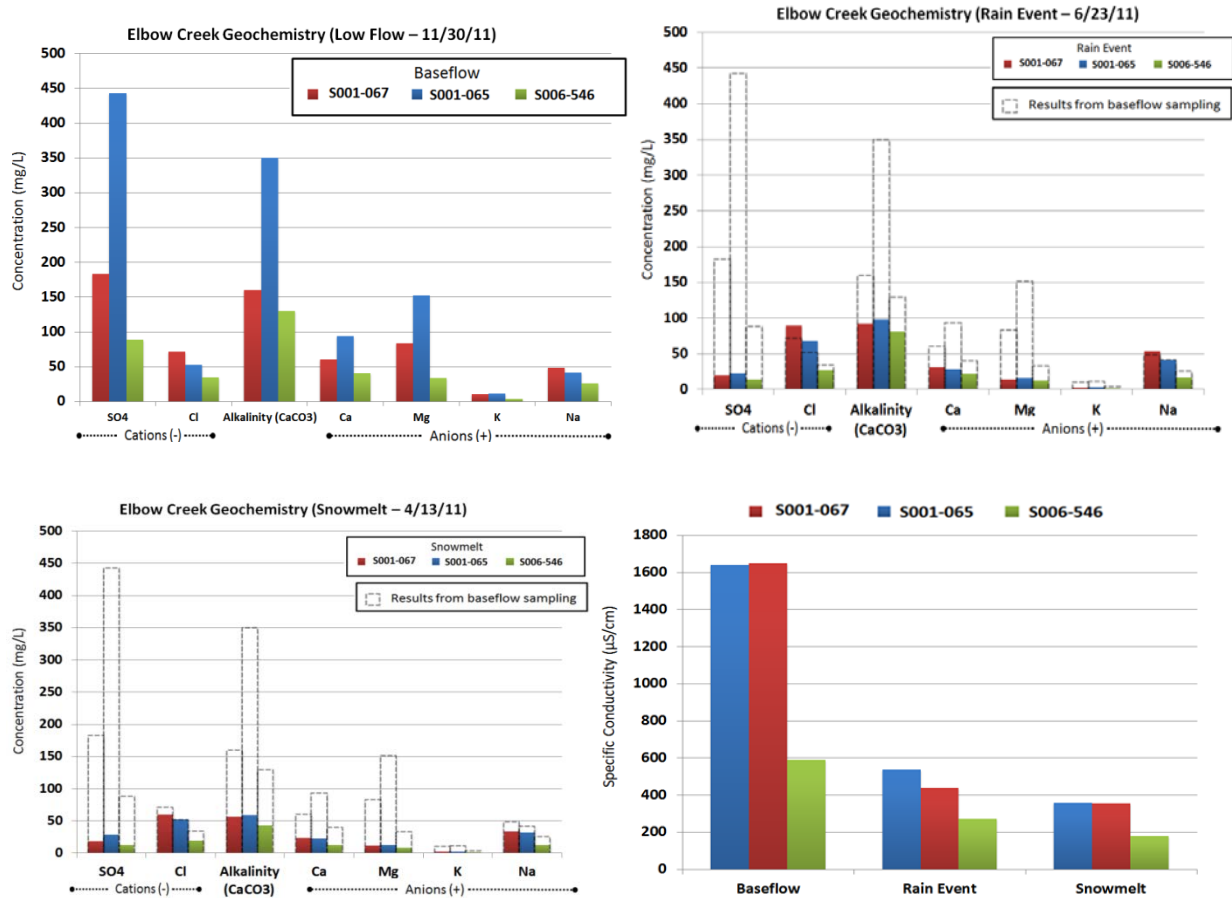 Elbow Creek Geochemistry (Low Flow – 11/30/11)
Baseflow
S001-067 S001-065 S006-546
Concentration (mg/L)
500
450
400
350
300
250
200
150
100
50
0
SO4 Cl Alkalinity (CaCO3) Ca Mg K Na
Cations (-) Anions (+)
Elbow Creek Geochemistry (Rain Event – 6/23/11)
Rain Event
S001-067 S001-065 S006-546
Results from baseflow sampling
Concentration (mg/L)
500
450
400
350
300
250
200
150
100
50
0
SO4 Cl Alkalinity Ca Mg K Na
(CaCO3)
Cations (-) Anions (+)
Elbow Creek Geochemistry (Snowmelt – 4/13/11)
Snowmelt
S001-067 S001-065 S006-546
Results from baseflow sampling
Concentration (mg/L)
500
450
400
350
300
250
200
150
100
50
0
SO4 Cl Alkalinity Ca Mg K Na
(CaCO3)
Cations (-) Anions (+)
S001-067 S001-065 S006-546
Specific Conductivity (µS/cm)
1800
1600
1400
1200
1000
800
600
400
200
0
Baseflow Rain Event Snowmelt